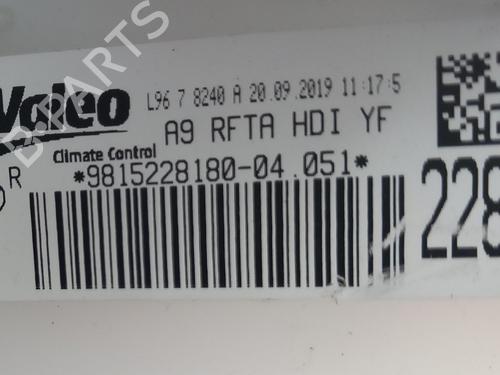 Valeo
Climate Control
L96 7 8240 A 20.09.2019 11:17:5
A9 RFTA HDI YF
*9815228180-04.051*
R
228
B-PARTS